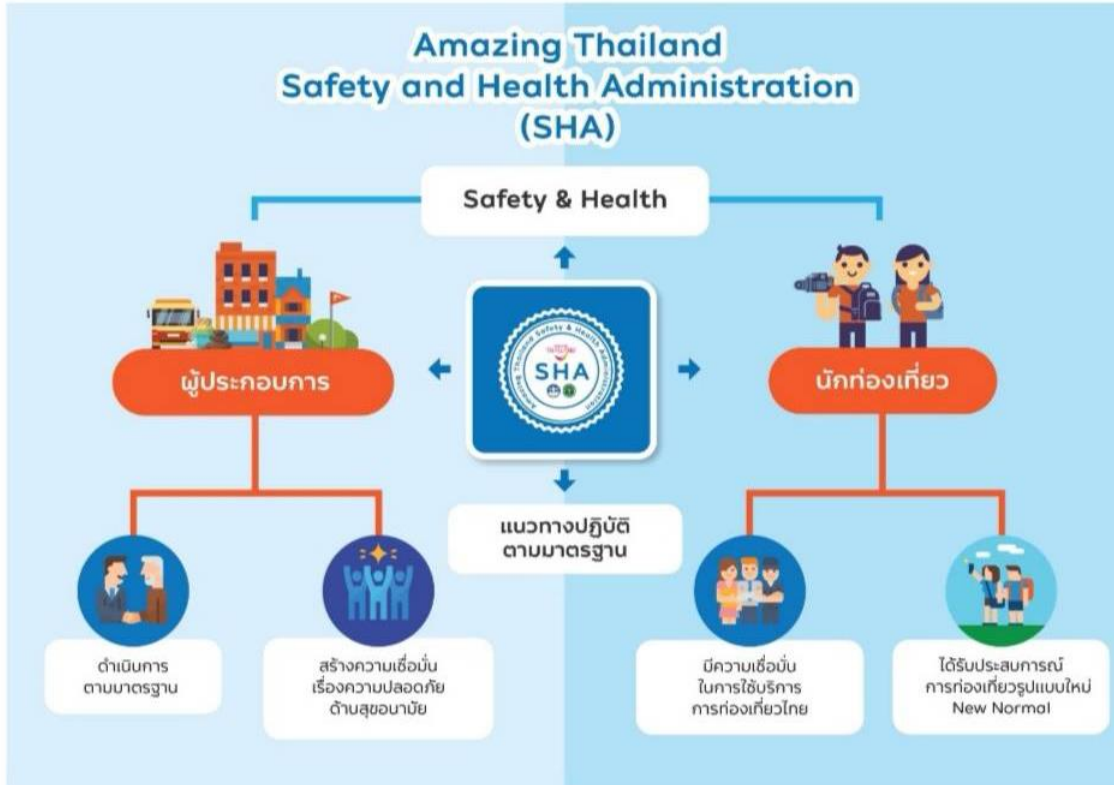 Amazing Thailand
Safety and Health Administration
(SHA)
Safety & Health
Amazing Thailand Safety & Health Administration
SHA
ผู้ประกอบการ
นักท่องเที่ยว
แนวทางปฏิบัติ
ตามมาตรฐาน
ดำเนินการ
ตามมาตรฐาน
สร้างความเชื่อมั่น
เรื่องความปลอดภัย
ด้านสุขอนามัย
มีความเชื่อมั่น
ในการใช้บริการ
การท่องเที่ยวไทย
ได้รับประสบการณ์
การท่องเที่ยวรูปแบบใหม่
New Normal